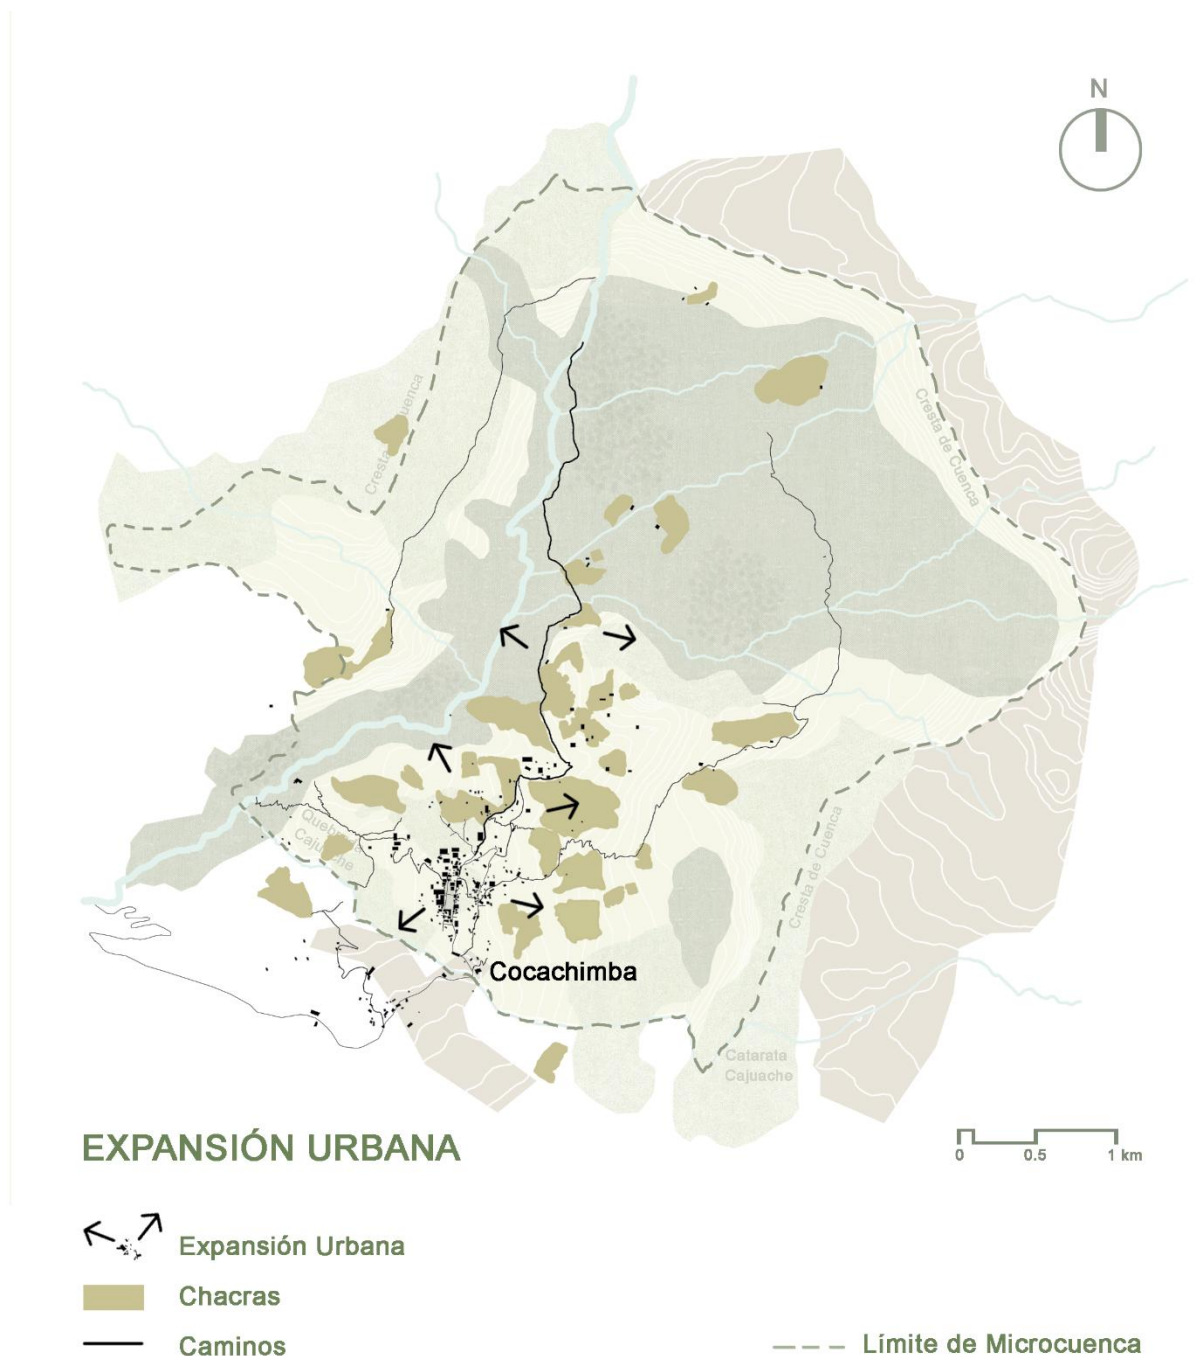 N
Cresta de Cuenca
Cresta de Cuenca
Quebrada
Cajuache
Cresta de Cuenca
Cocachimba
Catarata
Cajuache
EXPANSIÓN URBANA
0 0.5 1 km
Expansión Urbana
Chacras
Caminos
Límite de Microcuenca